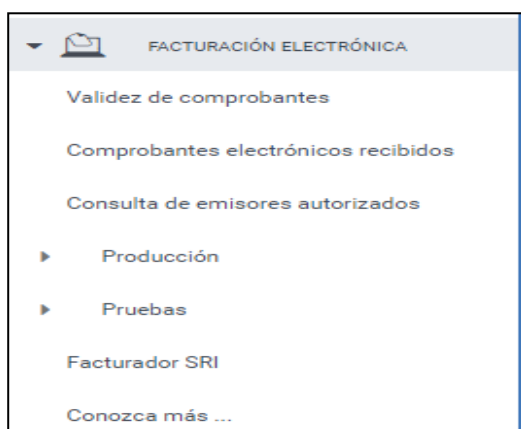 FACTURACIÓN ELECTRÓNICA
Validez de comprobantes
Comprobantes electrónicos recibidos
Consulta de emisores autorizados
Producción
Pruebas
Facturador SRI
Conozca más ...